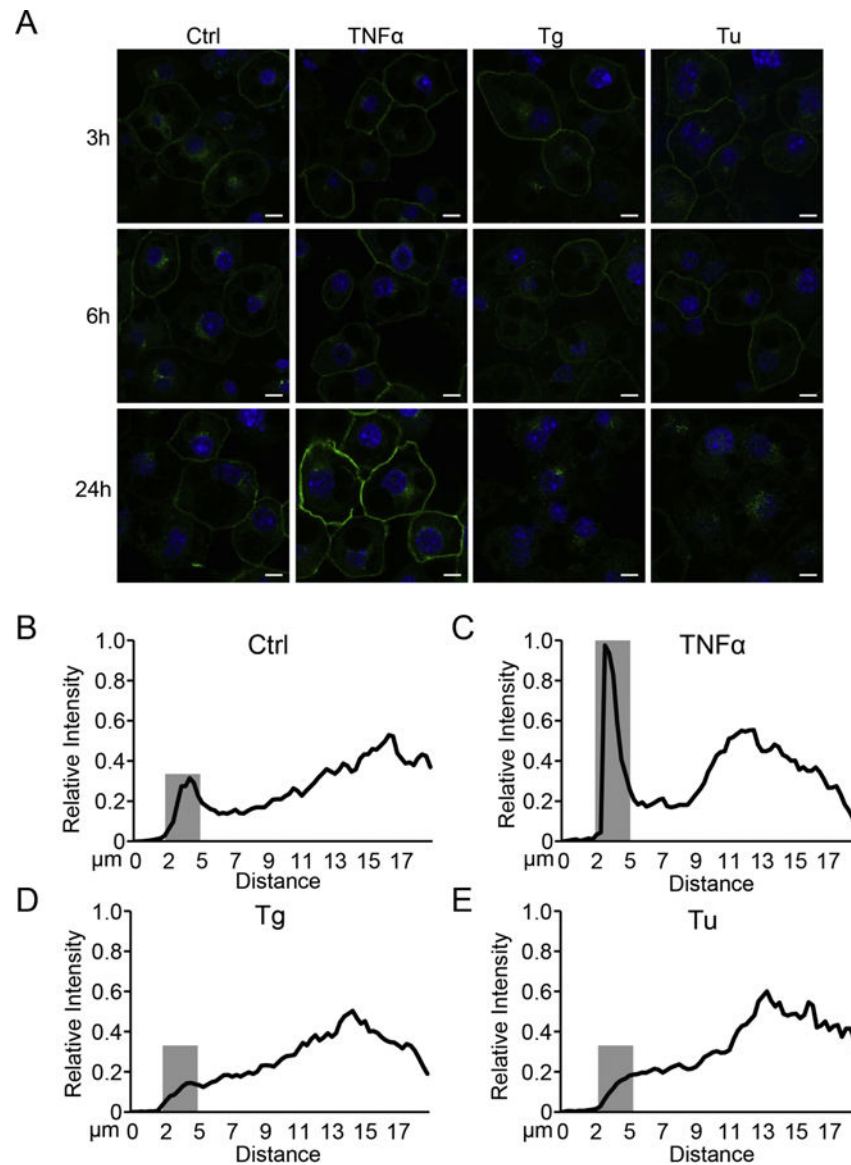 A
Ctrl TNFα Tg Tu
3h
6h
24h
B
Ctrl
Relative Intensity
1.0
0.8
0.6
0.4
0.2
0
µm 0 2 5 7 9 11 13 15 17
Distance
C
TNFα
Relative Intensity
1.0
0.8
0.6
0.4
0.2
0
µm 0 2 5 7 9 11 13 15 17
Distance
D
Tg
Relative Intensity
1.0
0.8
0.6
0.4
0.2
0
µm 0 2 5 7 9 11 13 15 17
Distance
E
Tu
Relative Intensity
1.0
0.8
0.6
0.4
0.2
0
µm 0 2 5 7 9 11 13 15 17
Distance